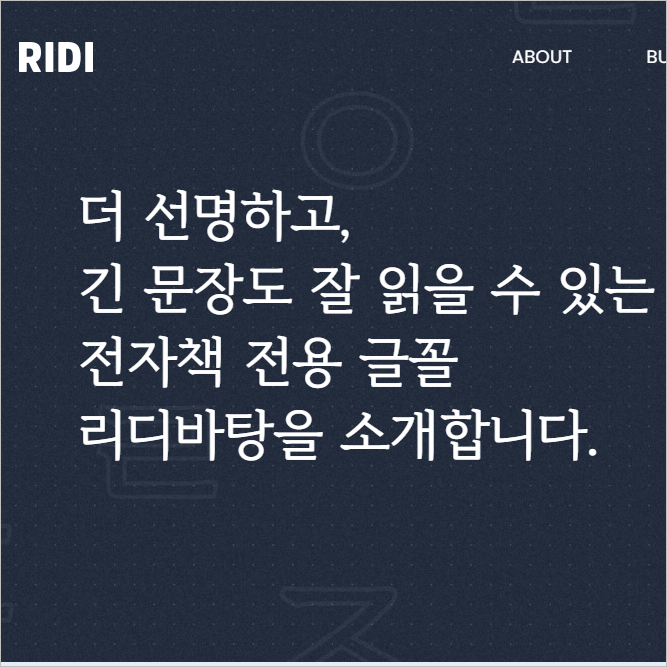 RIDI
ABOUT BU
더 선명하고,
긴 문장도 잘 읽을 수 있는
전자책 전용 글꼴
리디바탕을 소개합니다.